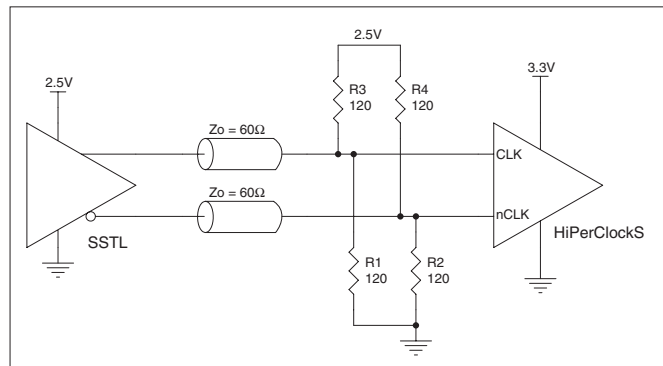 2.5V
2.5V
3.3V
R3
120
R4
120
Zo = 60Ω
CLK
Zo = 60Ω
nCLK
SSTL
HiPerClockS
R1
120
R2
120